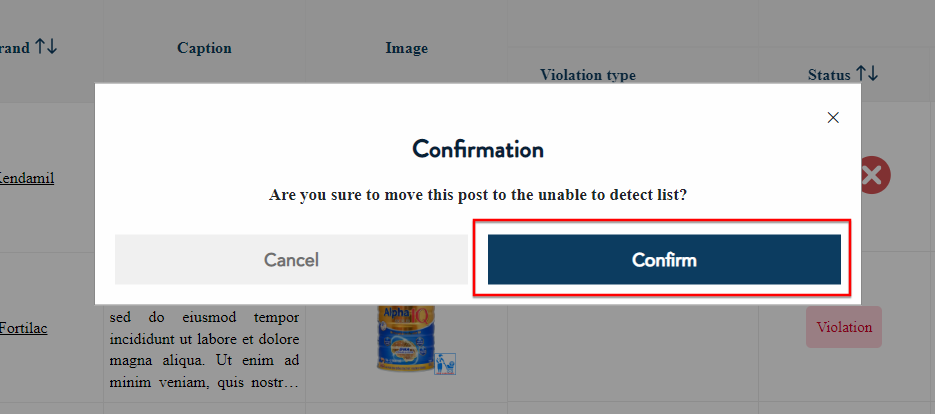 rand ↑↓
Caption
Image
Violation type
Status ↑↓
Confirmation
Kendamil
Are you sure to move this post to the unable to detect list?
Cancel
Confirm
Fortilac
sed do eiusmod tempor
incididunt ut labore et dolore
magna aliqua. Ut enim ad
minim veniam, quis nostr...
Alpha
IQ
Violation